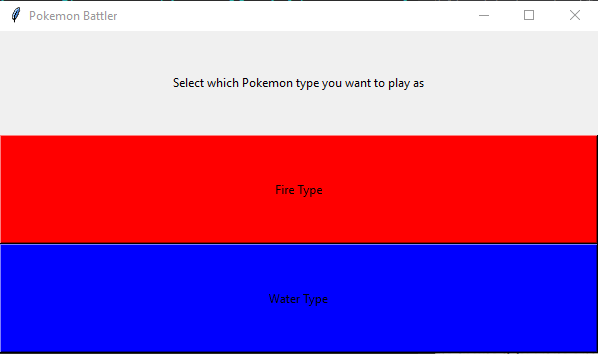 Pokemon Battler
Select which Pokemon type you want to play as
Fire Type
Water Type